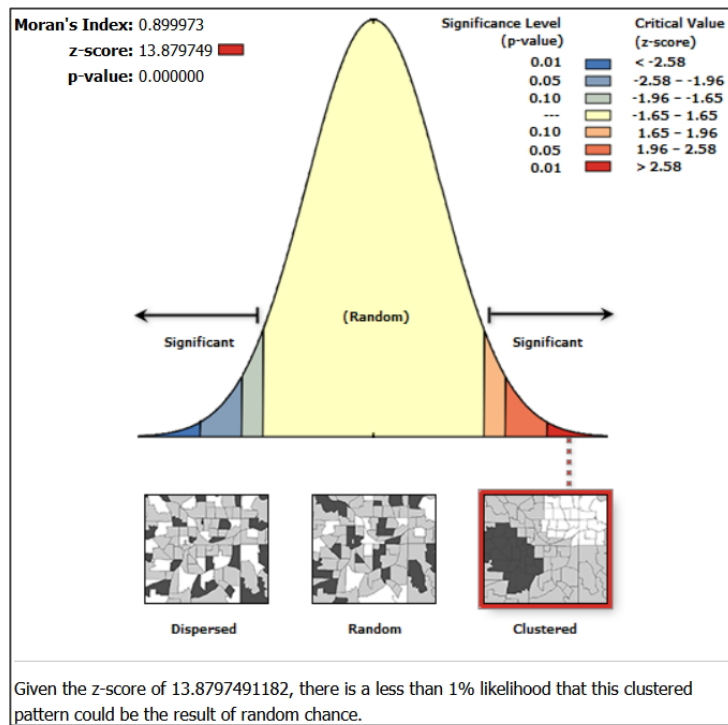 Moran's Index: 0.899973
z-score: 13.879749
p-value: 0.000000
Significance Level
(p-value)
Critical Value
(z-score)
0.01 < -2.58
0.05 -2.58 – -1.96
0.10 -1.96 – -1.65
--- -1.65 – 1.65
0.10 1.65 – 1.96
0.05 1.96 – 2.58
0.01 > 2.58
(Random)
Significant
Significant
Dispersed
Random
Clustered
Given the z-score of 13.8797491182, there is a less than 1% likelihood that this clustered
pattern could be the result of random chance.